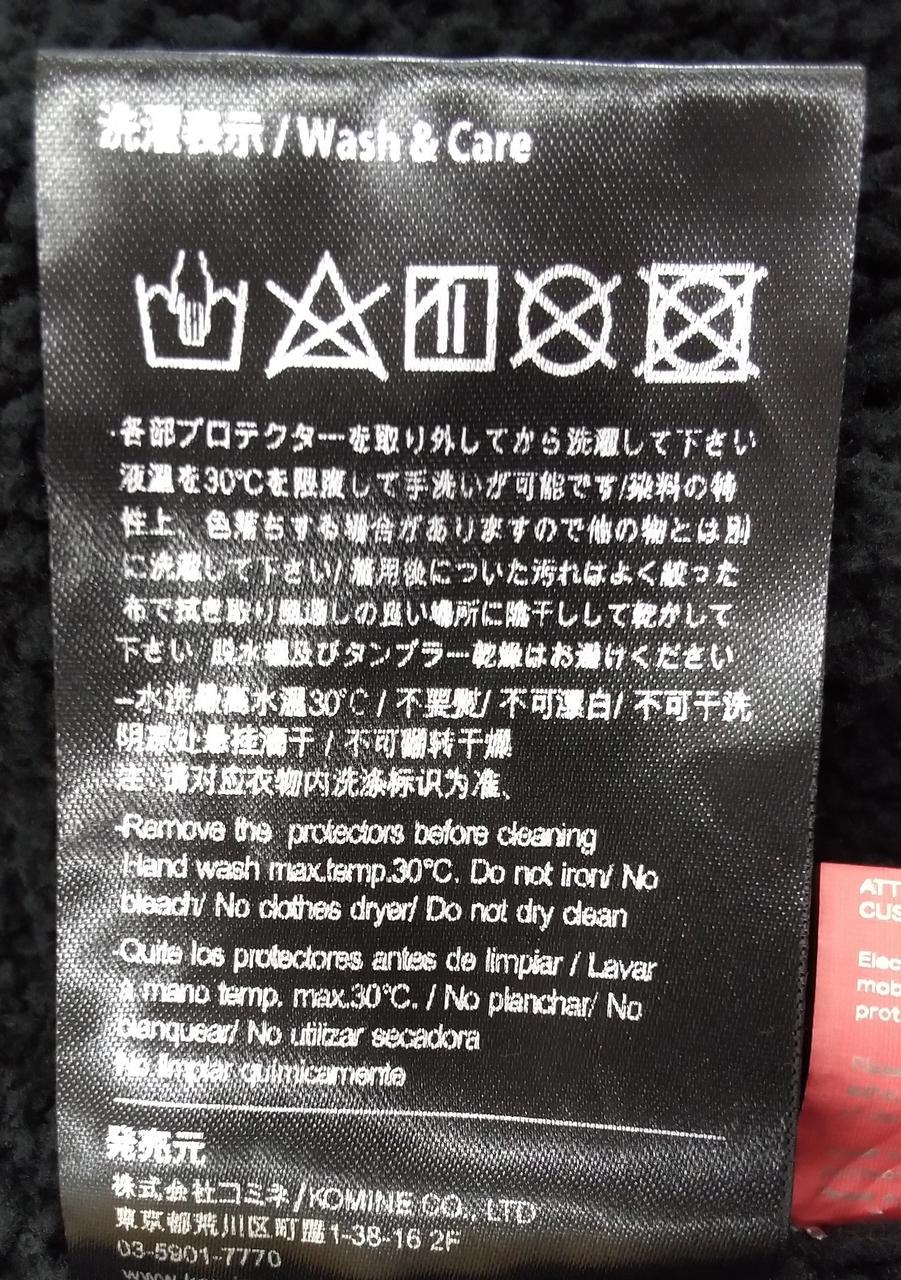 洗濯表示 / Wash & Care
·各部プロテクターを取り外してから洗濯して下さい
液温を30℃を限度して手洗いが可能です/染料の特
性上、色落ちする場合がありますので他の物とは別
に洗濯して下さい/ 着用後についた汚れはよく絞った
布で拭き取り風通しの良い場所に陰干しして乾かして
下さい 脱水機及びタンブラー乾燥はお避けください
-水洗最高水温30℃ / 不要熨/ 不可漂白/ 不可干洗
阴凉处悬挂滴干 / 不可翻转干燥
注 请对应衣物内洗涤标识为准、
-Remove the protectors before cleaning
Hand wash max.temp.30℃. Do not iron/ No
bleach/ No clothes dryer/ Do not dry clean
-Quite los protectores antes de limpiar / Lavar
a mano temp. max.30℃. / No planchar/ No
blanquear/ No utilizar secadora
No limpiar quimicamente
発売元
株式会社コミネ/KOMINE CO., LTD
東京都荒川区町屋1-38-16 2F
03-5901-7770
ATT
CUS
Elec
mob
prot